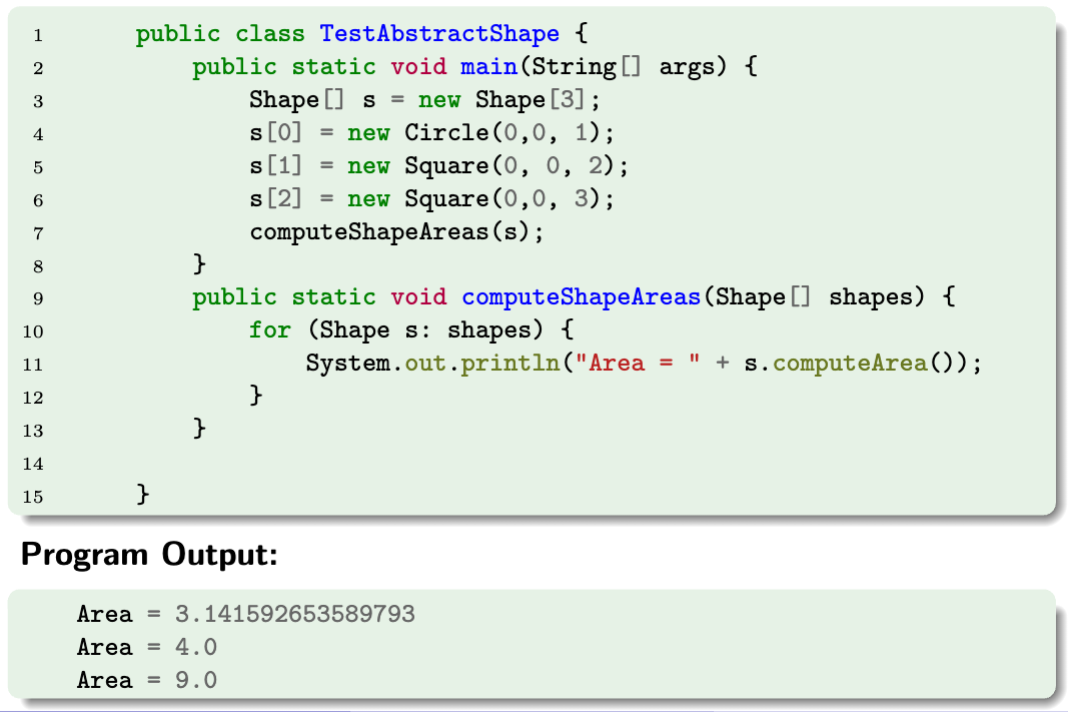 1 public class TestAbstractShape {
2 public static void main(String[] args) {
3 Shape[] s = new Shape[3];
4 s[0] = new Circle(0,0, 1);
5 s[1] = new Square(0, 0, 2);
6 s[2] = new Square(0,0, 3);
7 computeShapeAreas(s);
8 }
9 public static void computeShapeAreas(Shape[] shapes) {
10 for (Shape s: shapes) {
11 System.out.println("Area = " + s.computeArea());
12 }
13 }
14
15 }
Program Output:
Area = 3.141592653589793
Area = 4.0
Area = 9.0